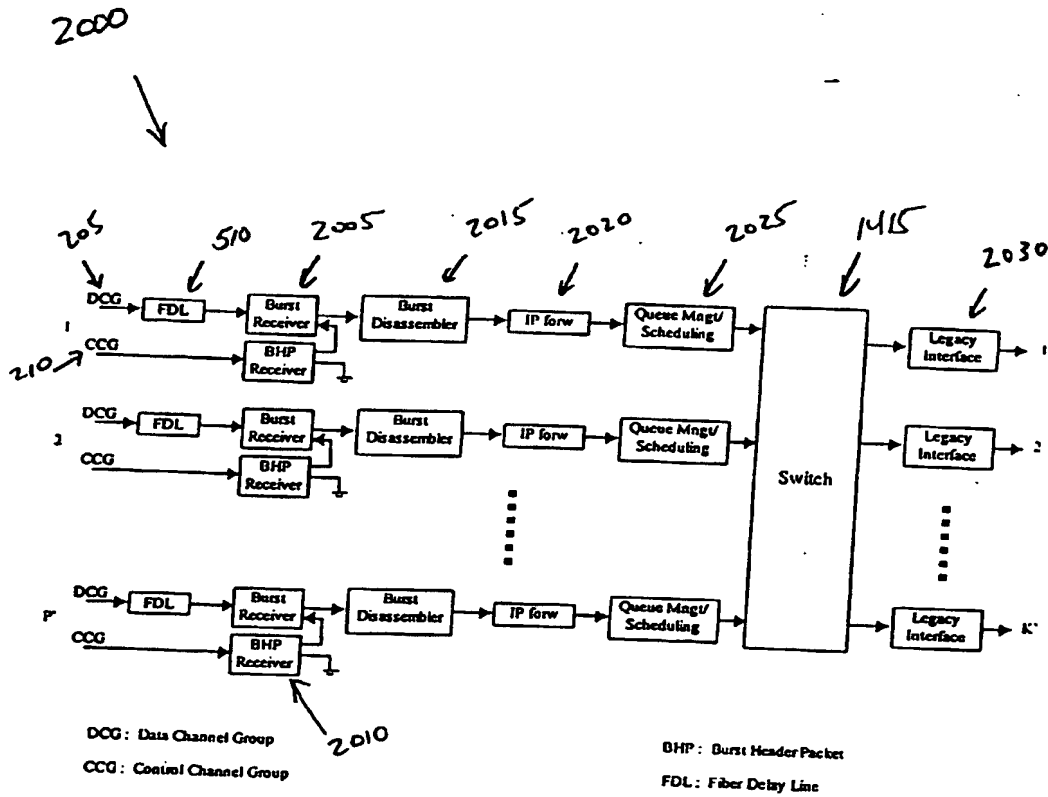 2000
205
510
2005
2015
2020
2025
1415
2030
1
DCG
FDL
Burst
Receiver
Burst
Disassembler
IP forw
Queue Mngt/
Scheduling
Switch
Legacy
Interface
1
210
CCG
BHP
Receiver
2
DCG
FDL
Burst
Receiver
Burst
Disassembler
IP forw
Queue Mngt/
Scheduling
Legacy
Interface
2
CCG
BHP
Receiver
P'
DCG
FDL
Burst
Receiver
Burst
Disassembler
IP forw
Queue Mngt/
Scheduling
Legacy
Interface
K'
CCG
BHP
Receiver
2010
DCG : Data Channel Group
CCG : Control Channel Group
BHP : Burst Header Packet
FDL : Fiber Delay Line